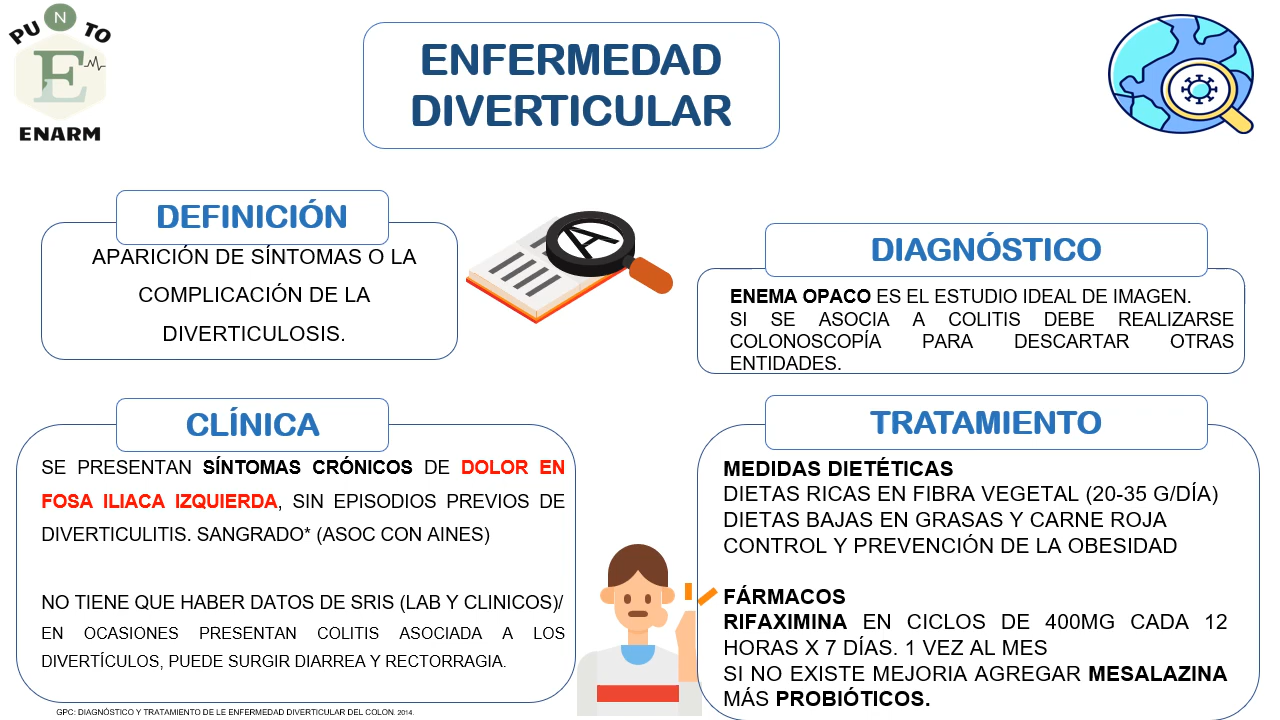 PUNTO
E
ENARM
ENFERMEDAD
DIVERTICULAR
DEFINICIÓN
APARICIÓN DE SÍNTOMAS O LA
COMPLICACIÓN DE LA
DIVERTICULOSIS.
A
CLÍNICA
SE PRESENTAN SÍNTOMAS CRÓNICOS DE DOLOR EN
FOSA ILIACA IZQUIERDA, SIN EPISODIOS PREVIOS DE
DIVERTICULITIS. SANGRADO* (ASOC CON AINES)
NO TIENE QUE HABER DATOS DE SRIS (LAB Y CLINICOS)/
EN OCASIONES PRESENTAN COLITIS ASOCIADA A LOS
DIVERTÍCULOS, PUEDE SURGIR DIARREA Y RECTORRAGIA.
DIAGNÓSTICO
ENEMA OPACO ES EL ESTUDIO IDEAL DE IMAGEN.
SI SE ASOCIA A COLITIS DEBE REALIZARSE
COLONOSCOPÍA PARA DESCARTAR OTRAS
ENTIDADES.
TRATAMIENTO
MEDIDAS DIETÉTICAS
DIETAS RICAS EN FIBRA VEGETAL (20-35 G/DÍA)
DIETAS BAJAS EN GRASAS Y CARNE ROJA
CONTROL Y PREVENCIÓN DE LA OBESIDAD
FÁRMACOS
RIFAXIMINA EN CICLOS DE 400MG CADA 12
HORAS X 7 DÍAS. 1 VEZ AL MES
SI NO EXISTE MEJORIA AGREGAR MESALAZINA
MÁS PROBIÓTICOS.
GPC: DIAGNÓSTICO Y TRATAMIENTO DE LE ENFERMEDAD DIVERTICULAR DEL COLON. 2014.